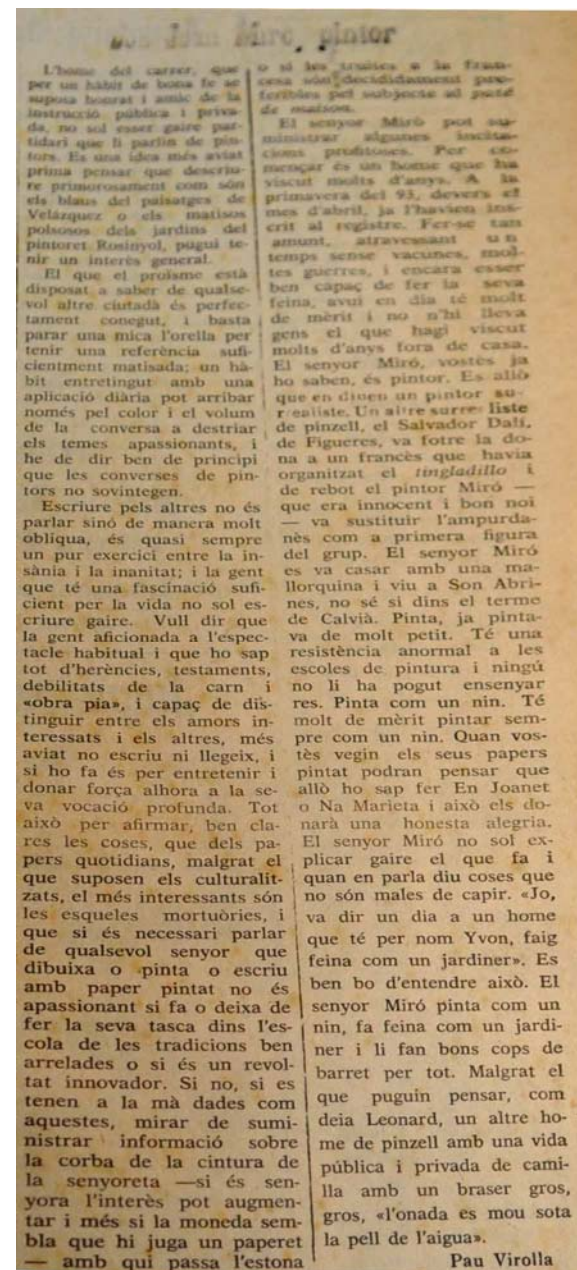 Joan Miró, pintor
L'home del carrer, que
per un hàbit de bona fe se
suposa honrat i amic de la
instrucció pública i priva-
da, no sol esser gaire par-
tidari que li parlin de pin-
tors. Es una idea més aviat
prima pensar que descriu-
re primorosament com són
els blaus del paisatges de
Velázquez o els matisos
polsosos dels jardins del
pintoret Rosinyol, pugui te-
nir un interès general.
El que el proïsme està
disposat a saber de qualse-
vol altre ciutadà és perfec-
tament conegut, i basta
parar una mica l'orella per
tenir una referència sufi-
cientment matisada; un hà-
bit entretingut amb una
aplicació diària pot arribar
només pel color i el volum
de la conversa a destriar
els temes apassionants, i
he de dir ben de principi
que les converses de pin-
tors no sovintegen.
Escriure pels altres no és
parlar sinó de manera molt
obliqua, és quasi sempre
un pur exercici entre la in-
sània i la inanitat; i la gent
que té una fascinació sufi-
cient per la vida no sol es-
criure gaire. Vull dir que
la gent aficionada a l'espec-
tacle habitual i que ho sap
tot d'herències, testaments,
debilitats de la carn i
«obra pia», i capaç de dis-
tinguir entre els amors in-
teressats i els altres, més
aviat no escriu ni llegeix, i
si ho fa és per entretenir i
donar força alhora a la se-
va vocació profunda. Tot
això per afirmar, ben cla-
res les coses, que dels pa-
pers quotidians, malgrat el
que suposen els culturalit-
zats, el més interessants són
les esqueles mortuòries, i
que si és necessari parlar
de qualsevol senyor que
dibuixa o pinta o escriu
amb paper pintat no és
apassionant si fa o deixa de
fer la seva tasca dins l'es-
cola de les tradicions ben
arrelades o si és un revol-
tat innovador. Si no, si es
tenen a la mà dades com
aquestes, mirar de sumi-
nistrar informació sobre
la corba de la cintura de
la senyoreta —si és sen-
yora l'interès pot augmen-
tar i més si la moneda sem-
bla que hi juga un paperet
— amb qui passa l'estona
o si les truites a la fran-
cesa són decididament pre-
feribles pel subjecte al paté
de maison.
El senyor Miró pot su-
ministrar algunes incita-
cions profitoses. Per co-
mençar és un home que ha
viscut molts d'anys. A la
primavera del 93, devers el
mes d'abril, ja l'havien ins-
crit al registre. Fer-se tan
amunt, atravessant un
temps sense vacunes, mol-
tes guerres, i encara esser
ben capaç de fer la seva
feina, avui en dia té molt
de mèrit i no n'hi lleva
gens el que hagi viscut
molts d'anys fora de casa.
El senyor Miró, vostès ja
ho saben, és pintor. Es allò
que en diuen un pintor su-
rrealiste. Un altre surrealiste
de pinzell, el Salvador Dalí,
de Figueres, va fotre la do-
na a un francès que havia
organitzat el tingladillo i
de rebot el pintor Miró —
que era innocent i bon noi
— va sustituir l'ampurda-
nès com a primera figura
del grup. El senyor Miró
es va casar amb una ma-
llorquina i viu a Son Abri-
nes, no sé si dins el terme
de Calvià. Pinta, ja pinta-
va de molt petit. Té una
resistència anormal a les
escoles de pintura i ningú
no li ha pogut ensenyar
res. Pinta com un nin. Té
molt de mèrit pintar sem-
pre com un nin. Quan vos-
tès vegin els seus papers
pintat podran pensar que
allò ho sap fer En Joanet
o Na Marieta i això els do-
narà una honesta alegria.
El senyor Miró no sol ex-
plicar gaire el que fa i
quan en parla diu coses que
no són males de capir. «Jo,
va dir un dia a un home
que té per nom Yvon, faig
feina com un jardiner». Es
ben bo d'entendre això. El
senyor Miró pinta com un
nin, fa feina com un jardi-
ner i li fan bons cops de
barret per tot. Malgrat el
que puguin pensar, com
deia Leonard, un altre ho-
me de pinzell amb una vida
pública i privada de cami-
lla amb un braser gros,
gros, «l'onada es mou sota
la pell de l'aigua».
Pau Virolla